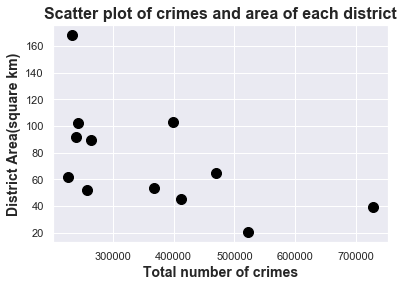 Scatter plot of crimes and area of each district
160
140
120
100
80
60
40
20
District Area(square km)
300000 400000 500000 600000 700000
Total number of crimes